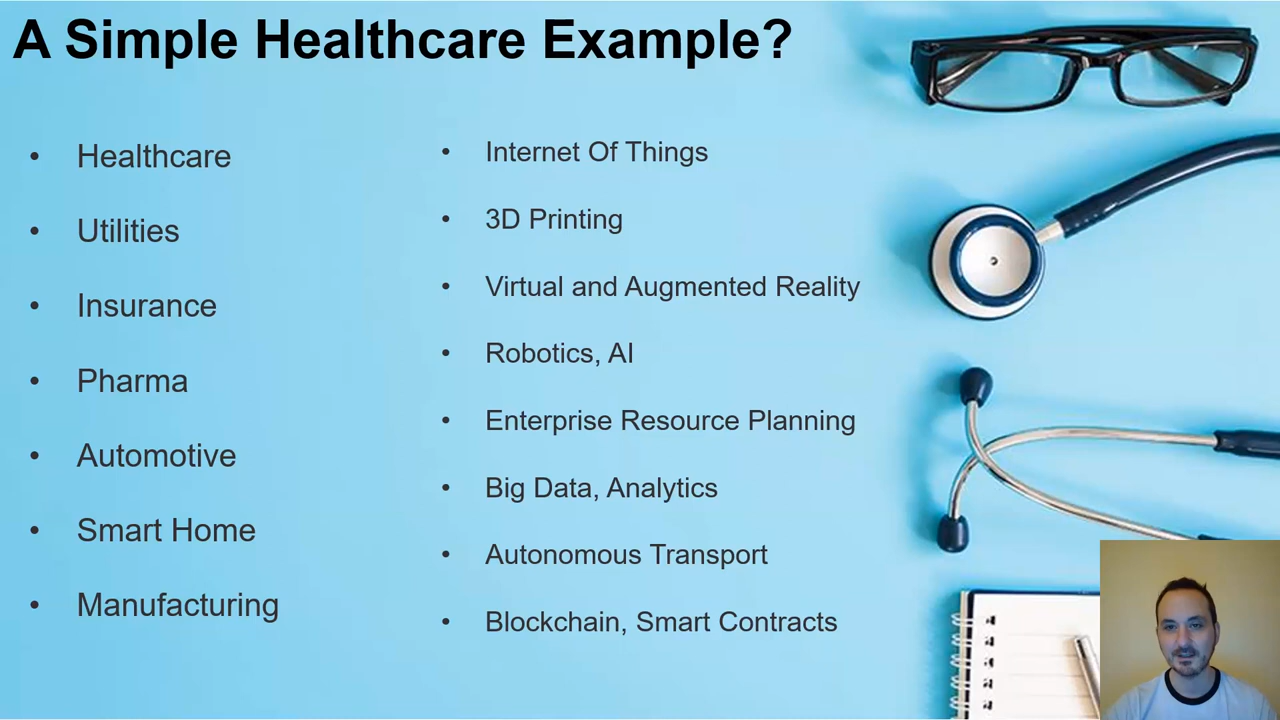 A Simple Healthcare Example?
• Healthcare
• Utilities
• Insurance
• Pharma
• Automotive
• Smart Home
• Manufacturing
• Internet Of Things
• 3D Printing
• Virtual and Augmented Reality
• Robotics, AI
• Enterprise Resource Planning
• Big Data, Analytics
• Autonomous Transport
• Blockchain, Smart Contracts